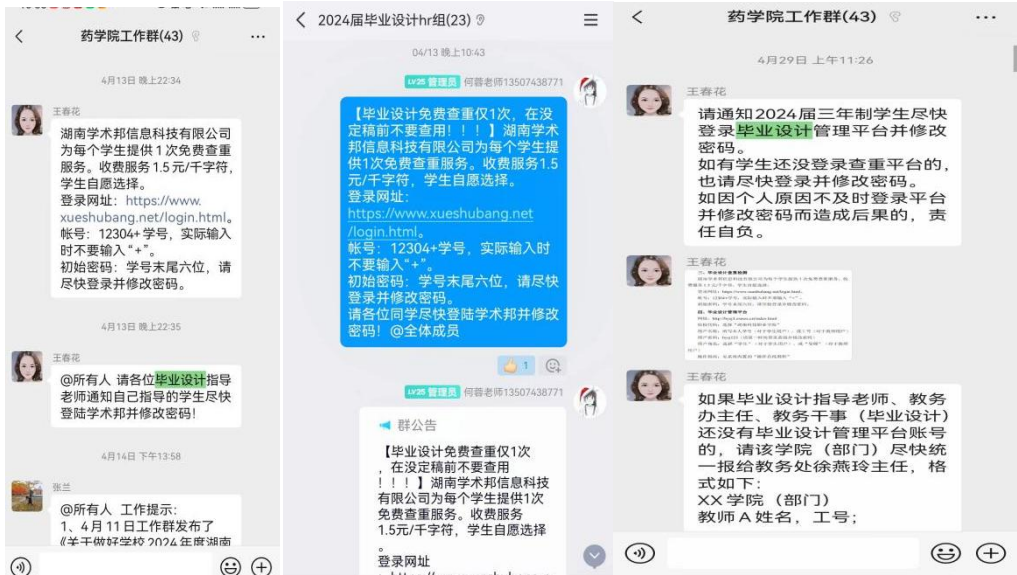 药学院工作群(43)
4月13日 晚上22:34
王春花
湖南学术邦信息科技有限公司
为每个学生提供1次免费查重
服务。收费服务1.5元/千字符,
学生自愿选择。
登录网址:https://www.
xueshubang.net/login.html。
帐号:12304+学号,实际输入
时不要输入“+”。
初始密码:学号末尾六位,请
尽快登录并修改密码。
4月13日 晚上22:35
王春花
@所有人 请各位毕业设计指导
老师通知自己指导的学生尽快
登陆学术邦并修改密码!
4月14日 下午13:58
张兰
@所有人 工作提示:
1、4月11日工作群发布了
《关于做好学校2024年度湖南
2024届毕业设计hr组(23)
04/13 晚上10:43
LV25 管理员 何蓉老师13507438771
【毕业设计免费查重仅1次,在没
定稿前不要查用!!!】湖南学术
邦信息科技有限公司为每个学生提
供1次免费查重服务。收费服务1.5
元/千字符,学生自愿选择。
登录网址:
https://www.xueshubang.net
/login.html。
帐号:12304+学号,实际输入时
不要输入“+”。
初始密码:学号末尾六位,请尽快
登录并修改密码。
请各位同学尽快登陆学术邦并修改
密码!@全体成员
1
LV25 管理员 何蓉老师13507438771
群公告
【毕业设计免费查重仅1次
,在没定稿前不要查用
!!!】湖南学术邦信息科技
有限公司为每个学生提供1次
免费查重服务。收费服务
1.5元/千字符,学生自愿选择
。
登录网址
药学院工作群(43)
4月29日 上午11:26
王春花
请通知2024届三年制学生尽快
登录毕业设计管理平台并修改
密码。
如有学生还没登录查重平台的,
也请尽快登录并修改密码。
如因个人原因不及时登录平台
并修改密码而造成后果的,责
任自负。
王春花
王春花
如果毕业设计指导老师、教务
办主任、教务干事(毕业设计)
还没有毕业设计管理平台账号
的,请该学院(部门)尽快统
一报给教务处徐燕玲主任,格
式如下:
XX学院(部门)
教师A姓名,工号;